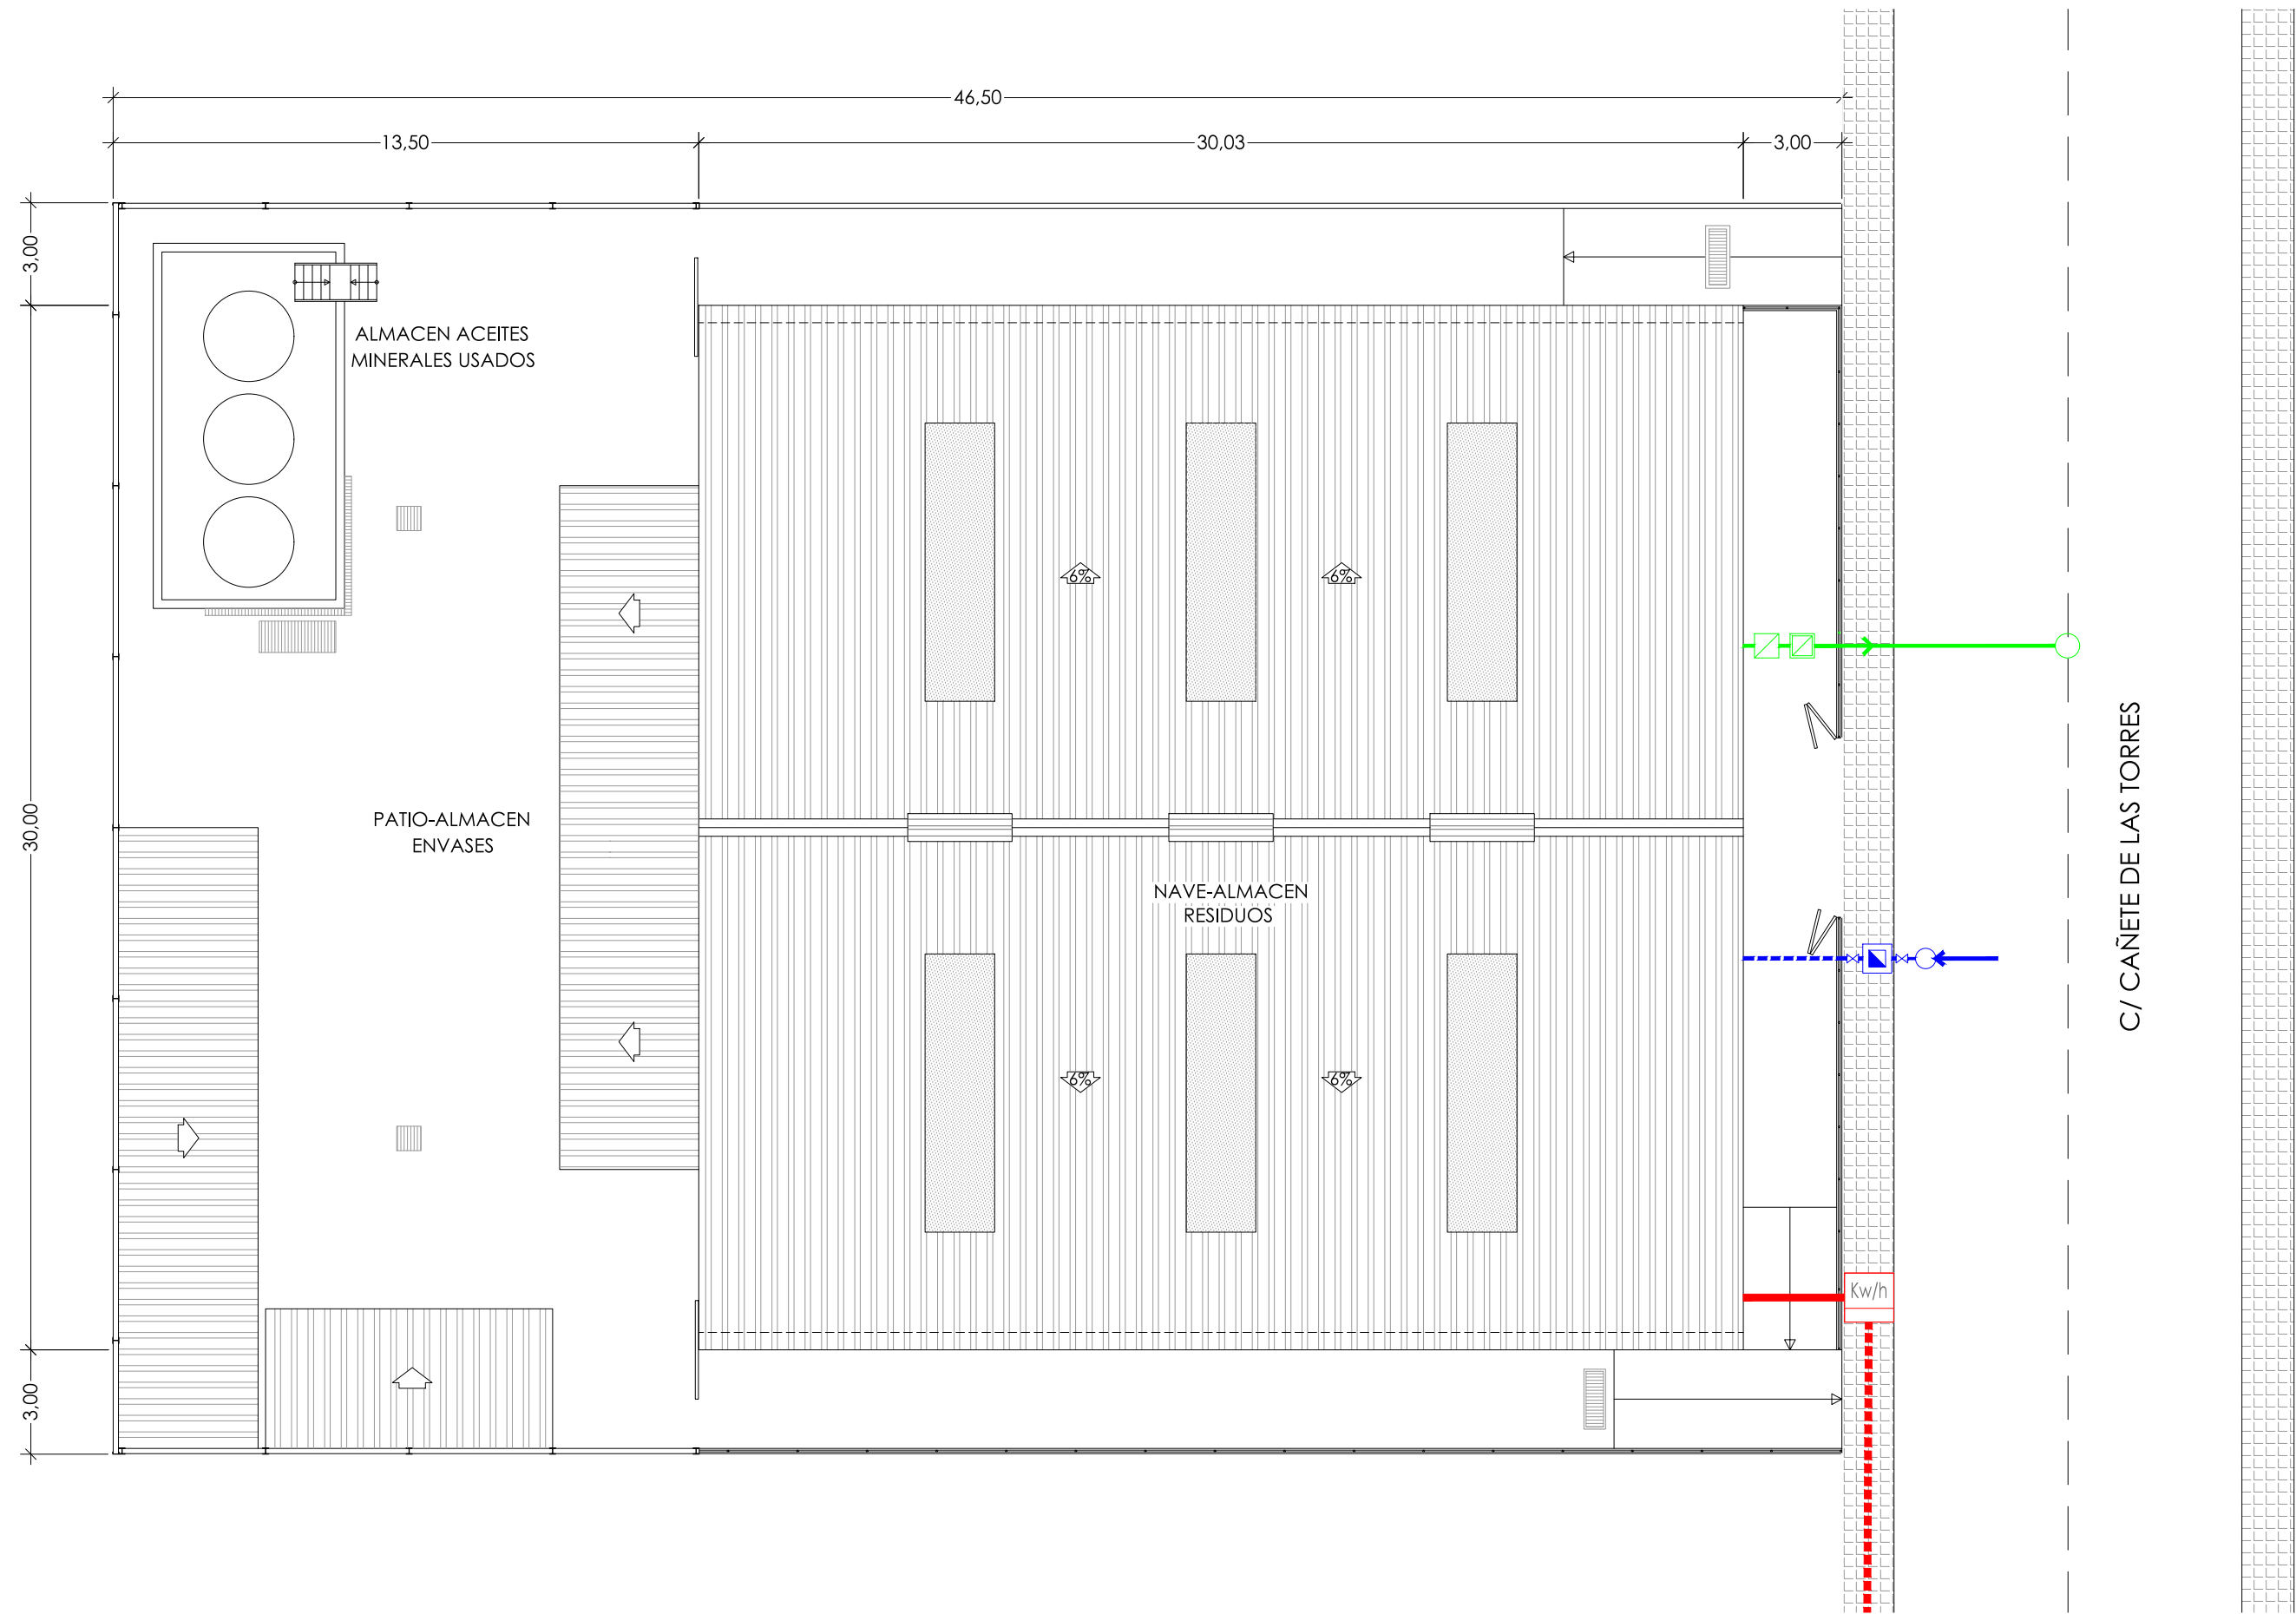 46,50
13,50
30,03
3,00
3,00
ALMACEN ACEITES
MINERALES USADOS
6%
6%
30,00
PATIO-ALMACEN
ENVASES
C/ CAÑETE DE LAS TORRES
NAVE-ALMACEN
RESIDUOS
6%
6%
Kw/h
3,00